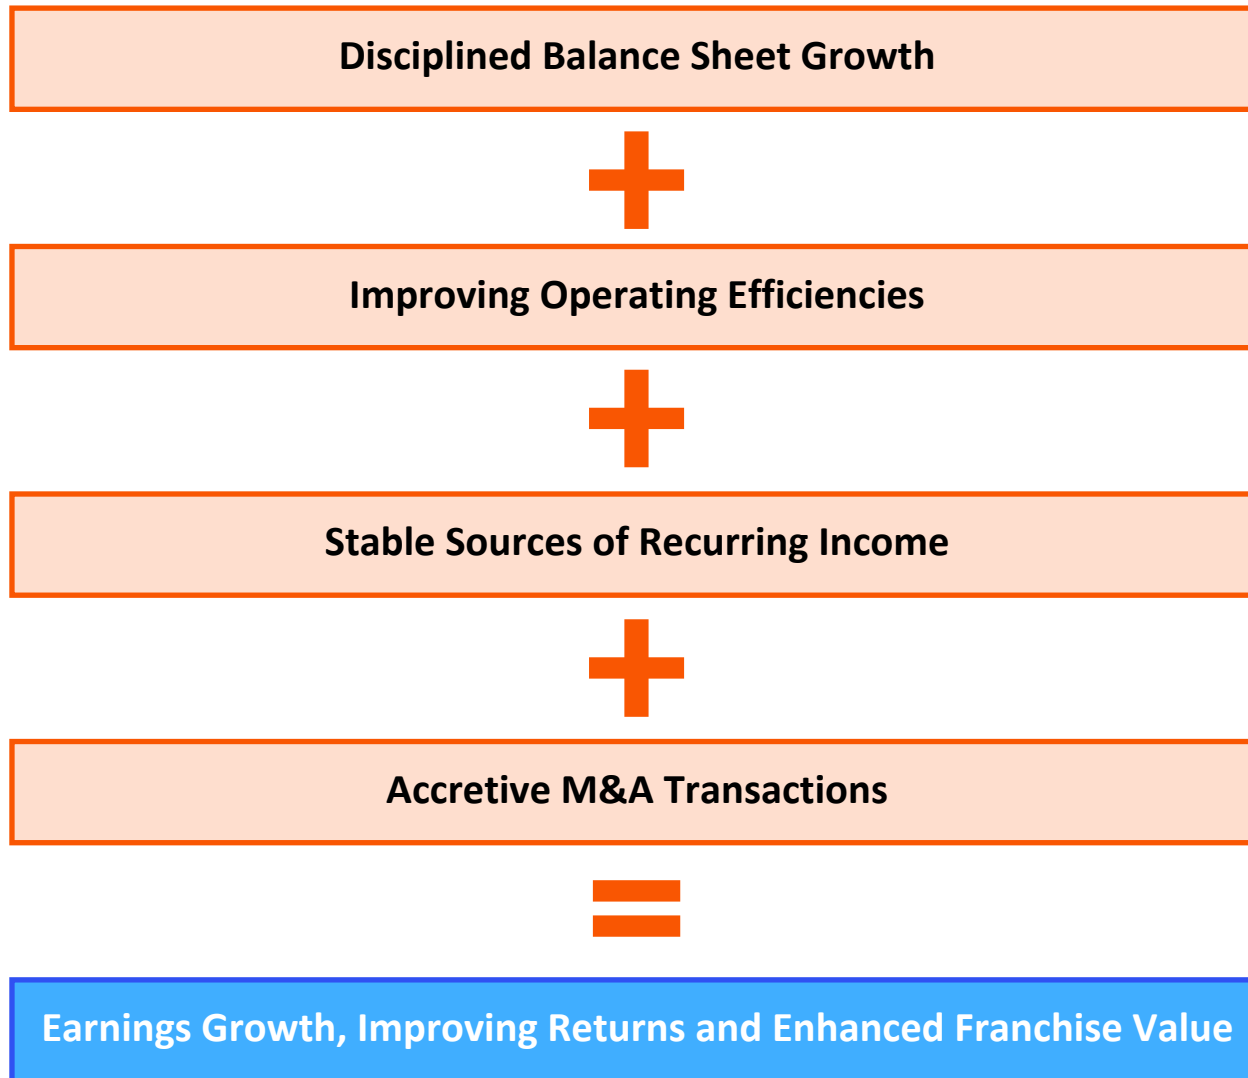 Disciplined Balance Sheet Growth
+
Improving Operating Efficiencies
+
Stable Sources of Recurring Income
+
Accretive M&A Transactions
=
Earnings Growth, Improving Returns and Enhanced Franchise Value